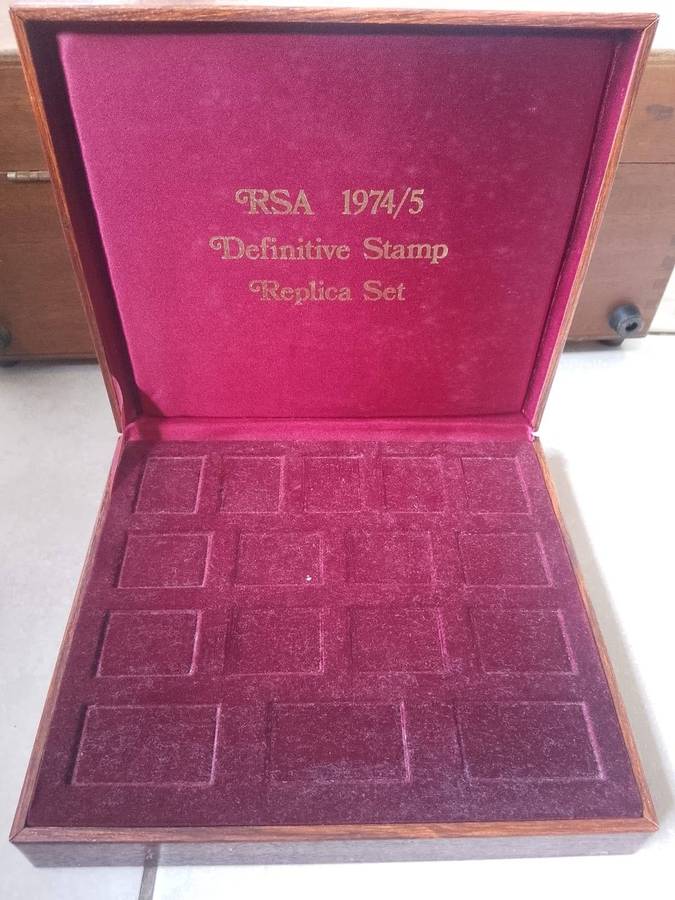 RSA 1974/5
Definitive Stamp
Replica Set